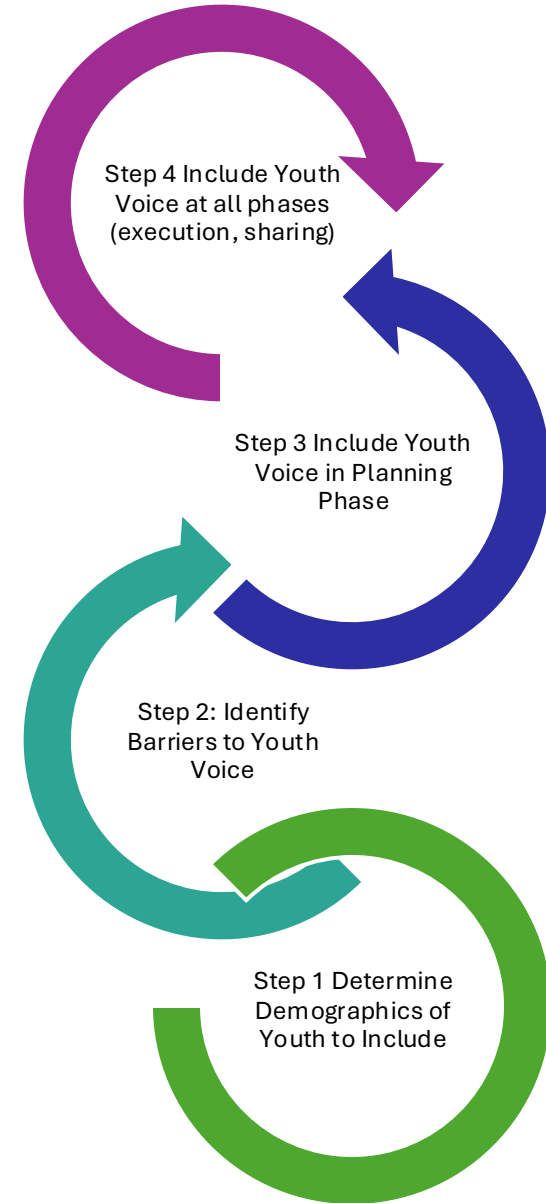 Step 4 Include Youth
Voice at all phases
(execution, sharing)
Step 3 Include Youth
Voice in Planning
Phase
Step 2: Identify
Barriers to Youth
Voice
Step 1 Determine
Demographics of
Youth to Include